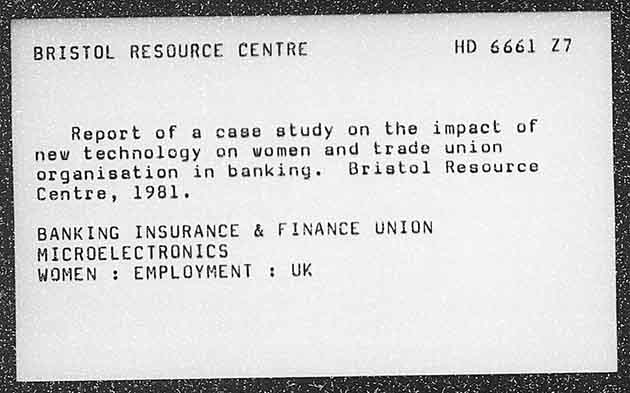 BRISTOL RESOURCE CENTRE HD 6661 Z7
Report of a case study on the impact of
new technology on women and trade union
organisation in banking. Bristol Resource
Centre, 1981.
BANKING INSURANCE & FINANCE UNION
MICROELECTRONICS
WOMEN : EMPLOYMENT : UK